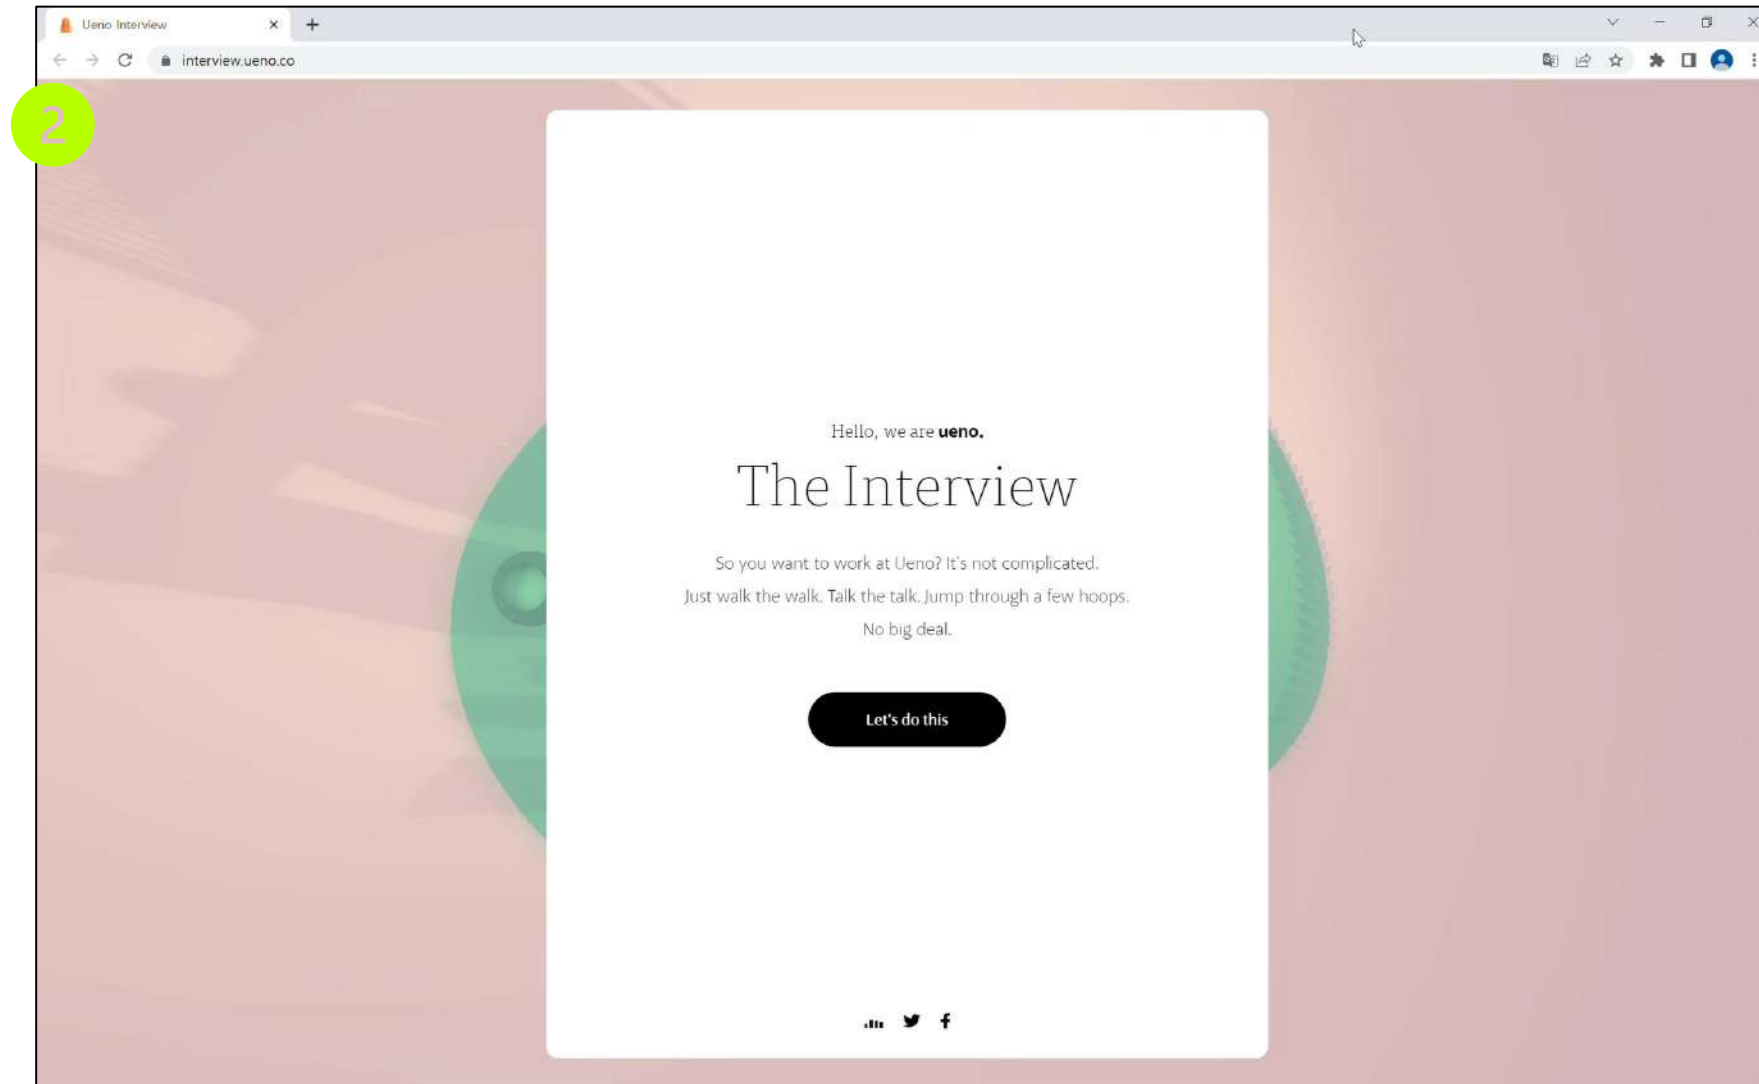 Ueno Interview
interview.ueno.co
2
Hello, we are ueno.
The Interview
So you want to work at Ueno? It's not complicated.
Just walk the walk. Talk the talk. Jump through a few hoops.
No big deal.
Let's do this